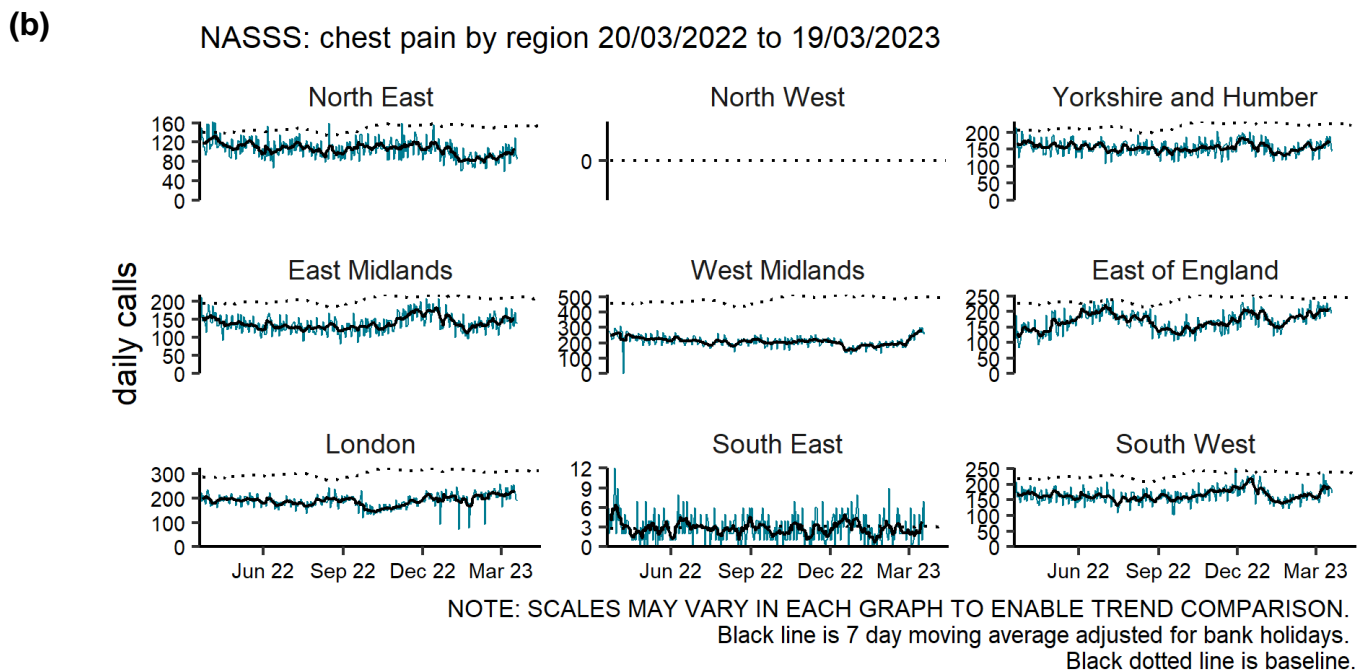 (b)
NASSS: chest pain by region 20/03/2022 to 19/03/2023
North East
North West
Yorkshire and Humber
160
120
80
40
0
0
200
150
100
50
0
East Midlands
West Midlands
East of England
200
150
100
50
0
500
400
300
200
100
0
250
200
150
100
50
0
daily calls
London
South East
South West
300
200
100
0
12
9
6
3
0
250
200
150
100
50
0
Jun 22 Sep 22 Dec 22 Mar 23
Jun 22 Sep 22 Dec 22 Mar 23
Jun 22 Sep 22 Dec 22 Mar 23
NOTE: SCALES MAY VARY IN EACH GRAPH TO ENABLE TREND COMPARISON.
Black line is 7 day moving average adjusted for bank holidays.
Black dotted line is baseline.